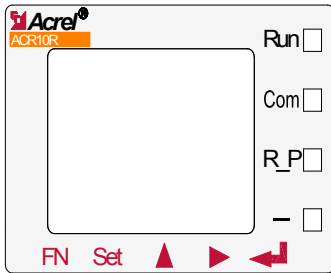 Acrel®
ACR10R
Run
Com
R_P
FN Set